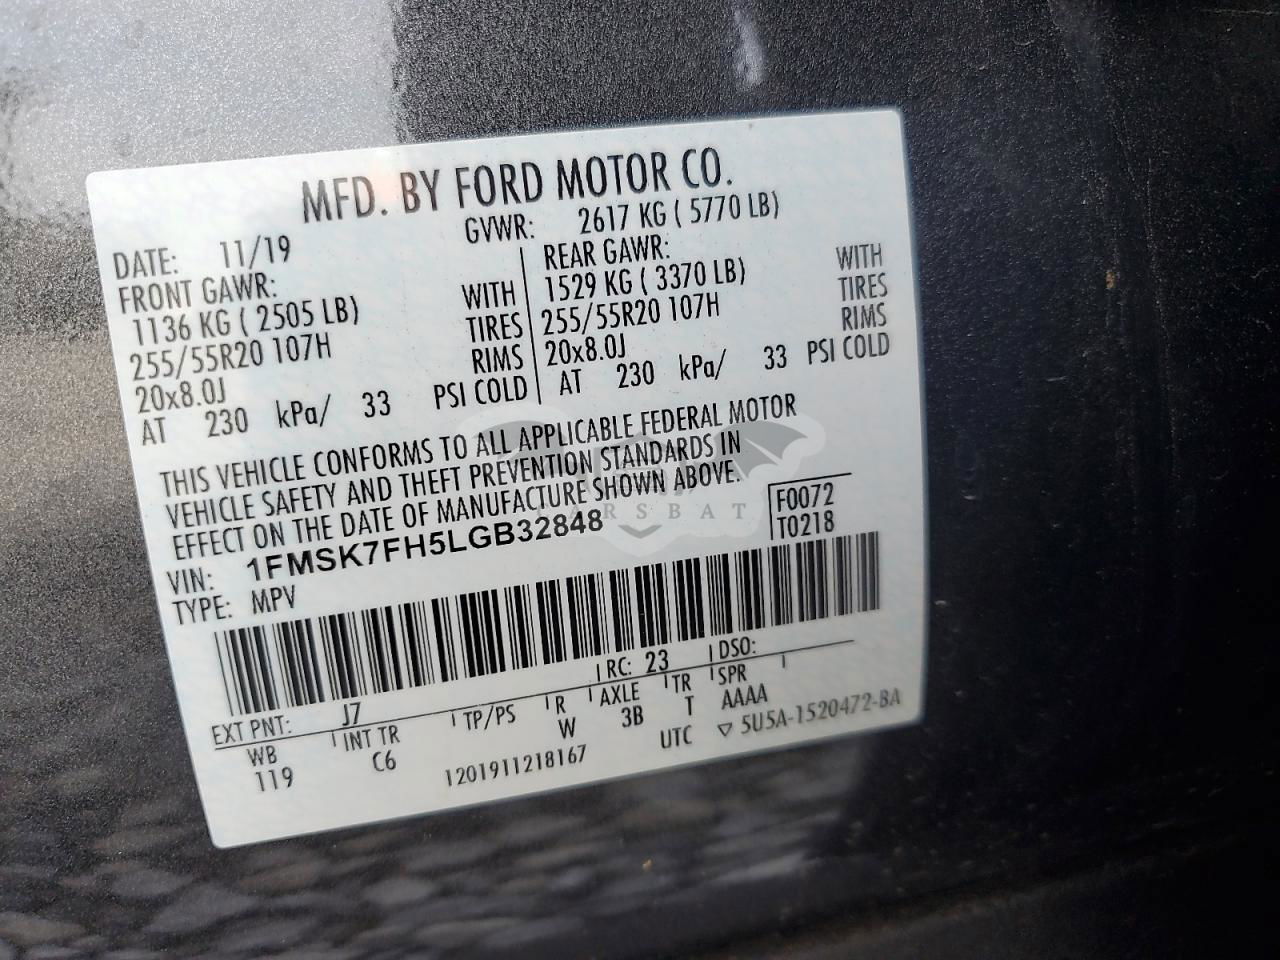 MFD. BY FORD MOTOR CO.
DATE: 11/19 GVWR: 2617 KG ( 5770 LB)
FRONT GAWR: REAR GAWR:
1136 KG ( 2505 LB) WITH 1529 KG ( 3370 LB) WITH
255/55R20 107H TIRES 255/55R20 107H TIRES
20x8.0J RIMS 20x8.0J RIMS
AT 230 kPa/ 33 PSI COLD AT 230 kPa/ 33 PSI COLD
THIS VEHICLE CONFORMS TO ALL APPLICABLE FEDERAL MOTOR
VEHICLE SAFETY AND THEFT PREVENTION STANDARDS IN
EFFECT ON THE DATE OF MANUFACTURE SHOWN ABOVE.
CARSBAT
VIN: 1FMSK7FH5LGB32848 F0072
TYPE: MPV T0218
EXT PNT: J7 RC: 23 DSO:
WB INT TR TP/PS R AXLE TR SPR
119 C6 W 3B T AAAA
1201911218167 UTC ▽ 5U5A-1520472-BA